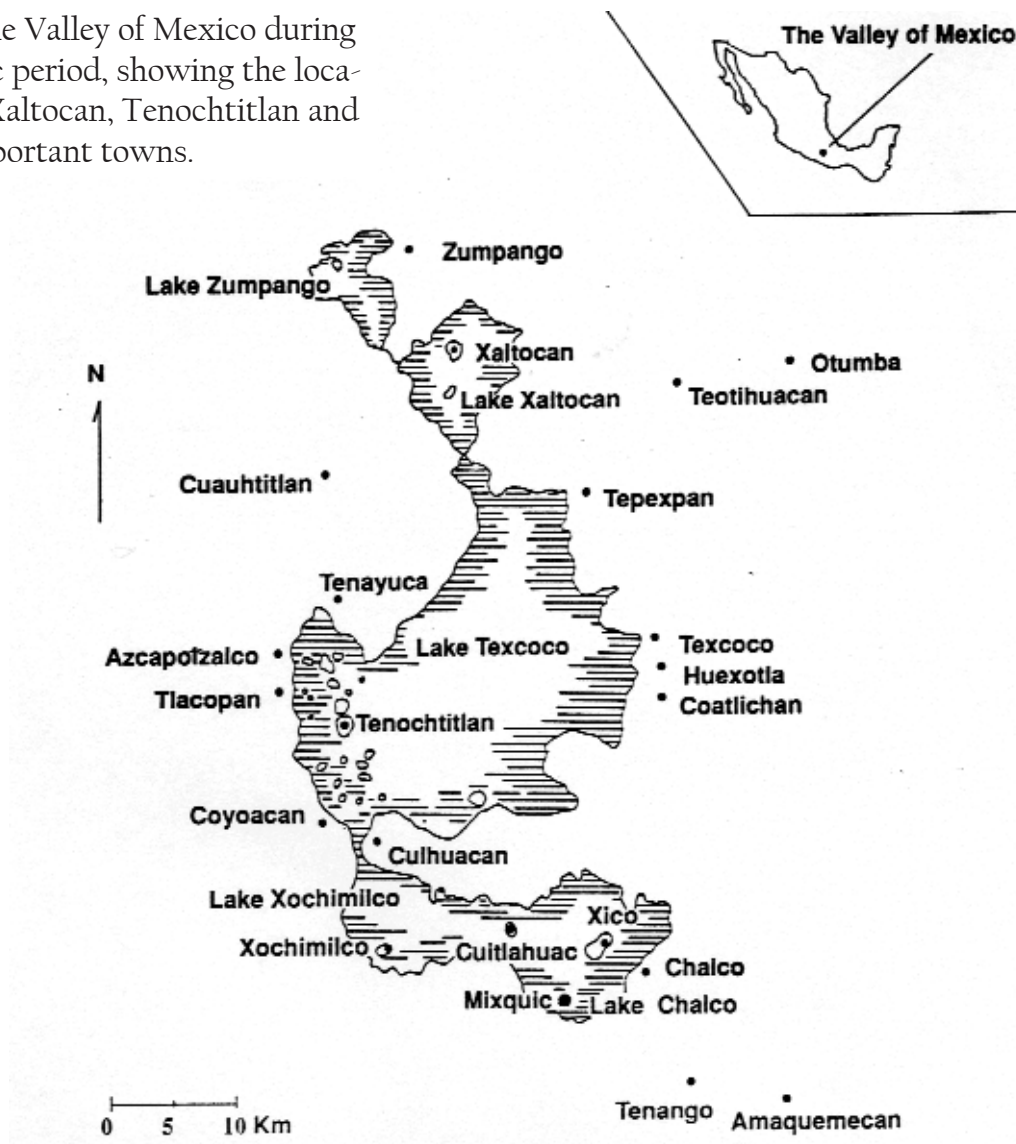 he Valley of Mexico during
c period, showing the loca-
Xaltocan, Tenochtitlan and
portant towns.
The Valley of Mexico
Zumpango
Lake Zumpango
Xaltocan
Otumba
N
Lake Xaltocan
Teotihuacan
Cuauhtitlan
Tepexpan
Tenayuca
Azcapotzalco
Lake Texcoco
Texcoco
Huexotla
Tlacopan
Coatlichan
Tenochtitlan
Coyoacan
Culhuacan
Lake Xochimilco
Xico
Xochimilco
Cuitlahuac
Chalco
Mixquic
Lake Chalco
Tenango
Amaquemecan
0 5 10 Km